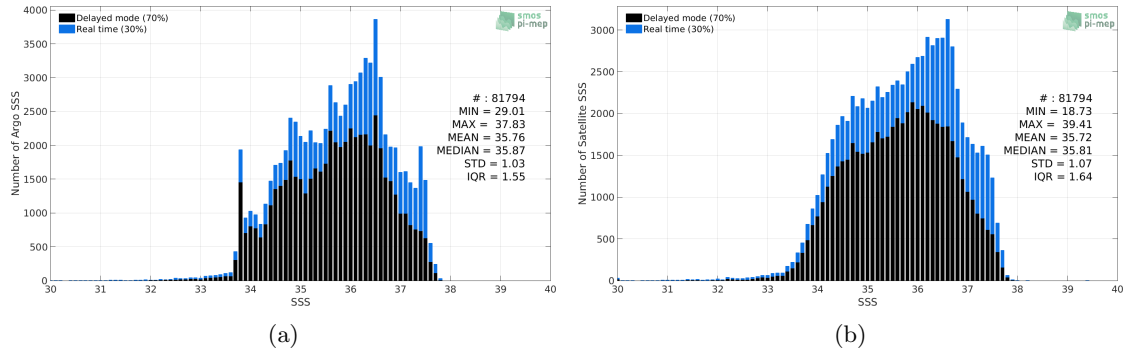 Delayed mode (70%)
Real time (30%)
smos
pi-mep
4000
3500
3000
2500
2000
1500
1000
500
0
Number of Argo SSS
# : 81794
MIN = 29.01
MAX = 37.83
MEAN = 35.76
MEDIAN = 35.87
STD = 1.03
IQR = 1.55
30 31 32 33 34 35 36 37 38 39 40
SSS
(a)
Delayed mode (70%)
Real time (30%)
smos
pi-mep
3000
2500
2000
1500
1000
500
0
Number of Satellite SSS
# : 81794
MIN = 18.73
MAX = 39.41
MEAN = 35.72
MEDIAN = 35.81
STD = 1.07
IQR = 1.64
30 31 32 33 34 35 36 37 38 39 40
SSS
(b)